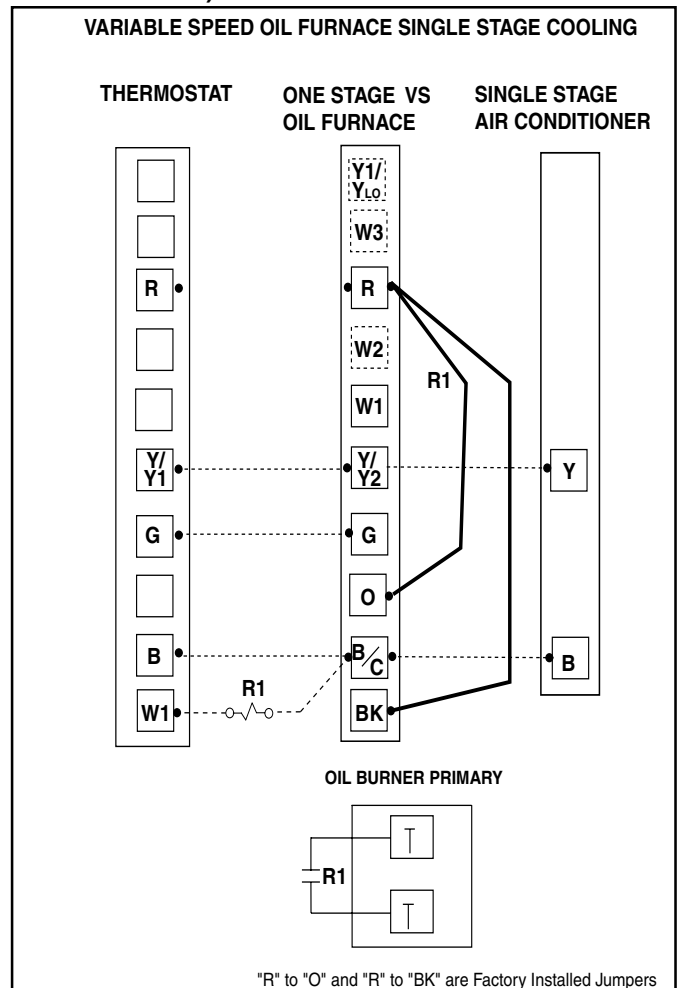 VARIABLE SPEED OIL FURNACE SINGLE STAGE COOLING
THERMOSTAT
R
Y/
Y1
G
B
W1
R1
ONE STAGE VS
OIL FURNACE
Y1/
YLO
W3
R
W2
W1
Y/
Y2
G
O
B/C
BK
R1
SINGLE STAGE
AIR CONDITIONER
Y
B
OIL BURNER PRIMARY
T
R1
T
"R" to "O" and "R" to "BK" are Factory Installed Jumpers